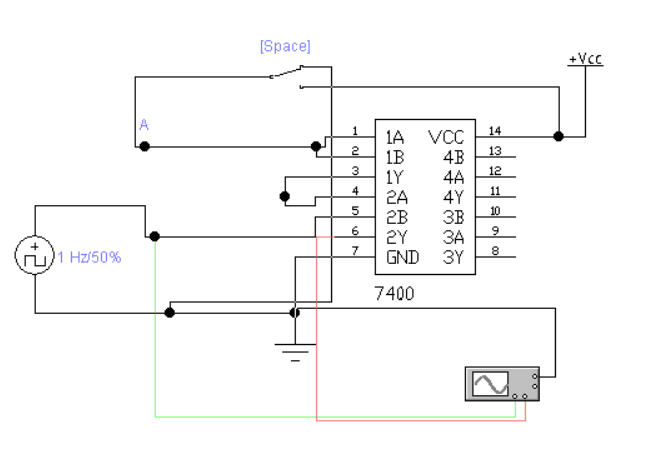 [Space]
+Vcc
A
1 1A VCC 14
2 1B 4B 13
3 1Y 4A 12
4 2A 4Y 11
5 2B 3B 10
6 2Y 3A 9
7 GND 3Y 8
1 Hz/50%
7400